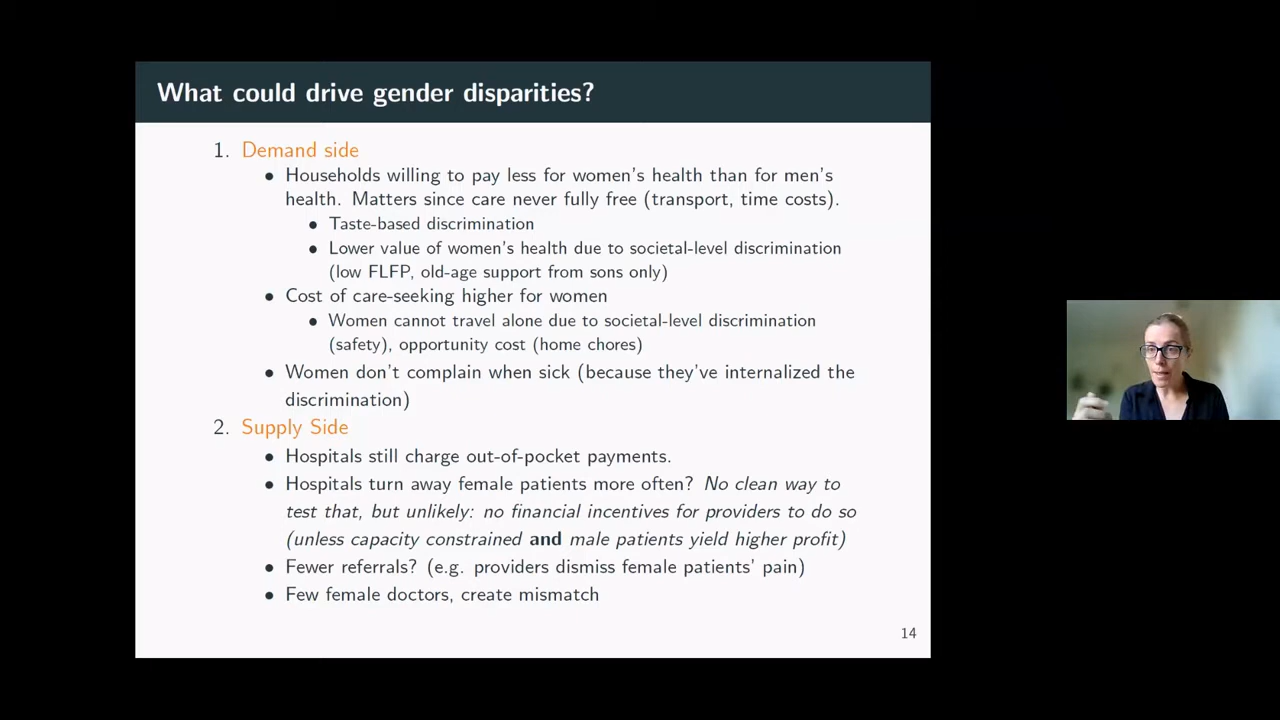 What could drive gender disparities?
1. Demand side
• Households willing to pay less for women's health than for men's
health. Matters since care never fully free (transport, time costs).
• Taste-based discrimination
• Lower value of women's health due to societal-level discrimination
(low FLFP, old-age support from sons only)
• Cost of care-seeking higher for women
• Women cannot travel alone due to societal-level discrimination
(safety), opportunity cost (home chores)
• Women don't complain when sick (because they've internalized the
discrimination)
2. Supply Side
• Hospitals still charge out-of-pocket payments.
• Hospitals turn away female patients more often? No clean way to
test that, but unlikely: no financial incentives for providers to do so
(unless capacity constrained and male patients yield higher profit)
• Fewer referrals? (e.g. providers dismiss female patients' pain)
• Few female doctors, create mismatch
14